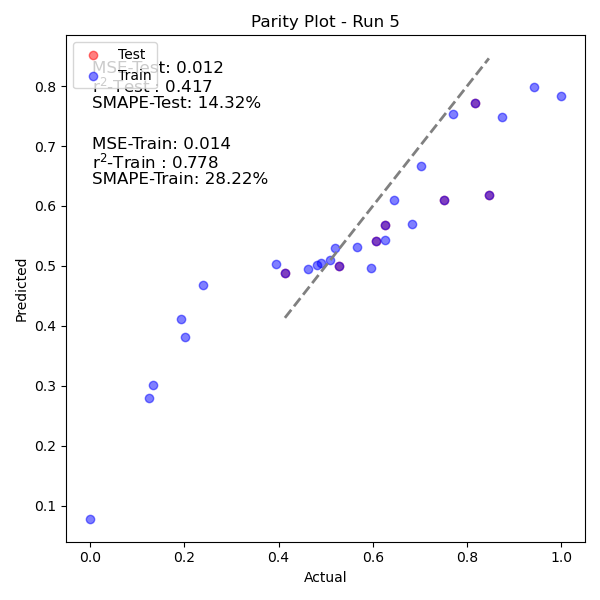 Parity Plot - Run 5
Test
Train
MSE-Test: 0.012
r²-Test : 0.417
SMAPE-Test: 14.32%
MSE-Train: 0.014
r²-Train : 0.778
SMAPE-Train: 28.22%
0.8
0.7
0.6
0.5
0.4
0.3
0.2
0.1
Predicted
0.0 0.2 0.4 0.6 0.8 1.0
Actual